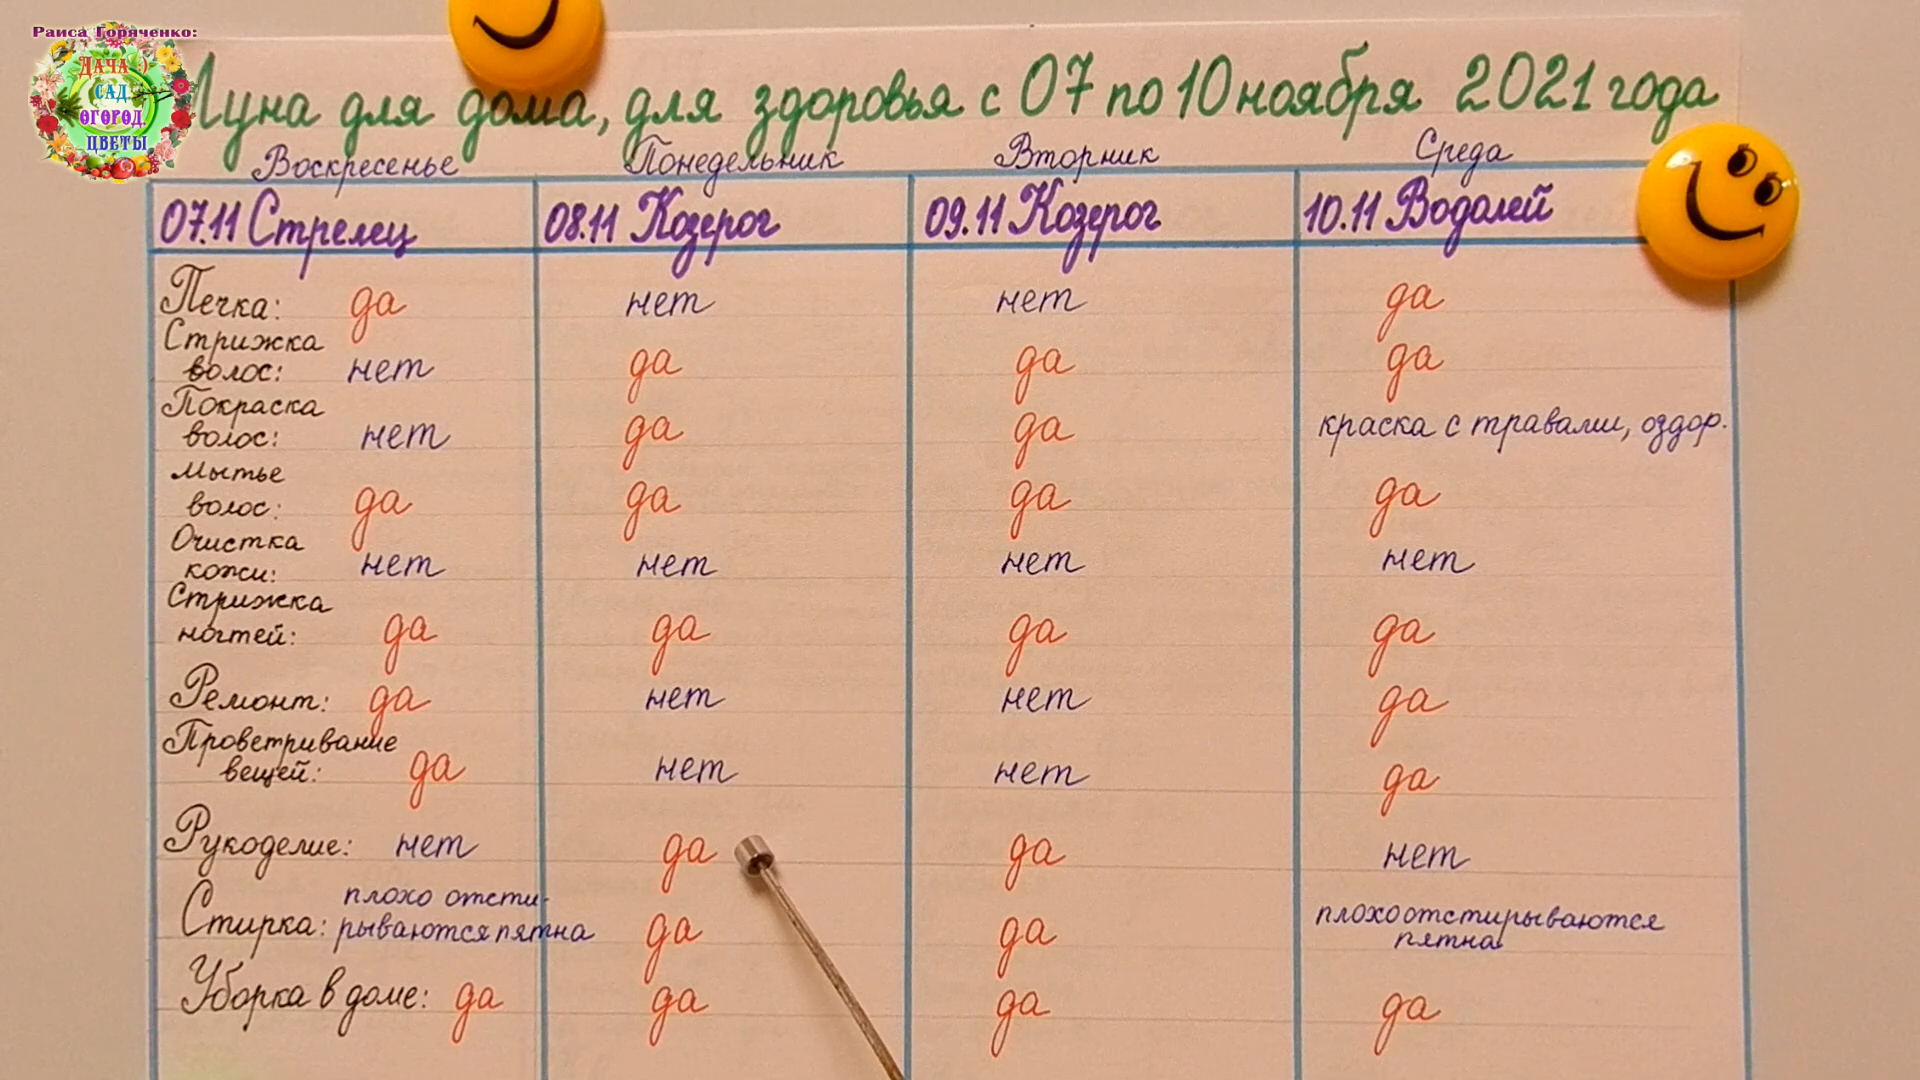 Раиса Горяченко:
Дача :)
сад
огород
цветы
Луна для дома, для здоровья с 07 по 10 ноября 2021 года
Воскресенье Понедельник Вторник Среда
07.11 Стрелец 08.11 Козерог 09.11 Козерог 10.11 Водолей
Печка: да нет нет да
Стрижка
волос: нет да да да
Покраска
волос: нет да да краска с травами, оздор.
Мытье
волос: да да да да
Очистка
кожи: нет нет нет нет
Стрижка
ногтей: да да да да
Ремонт: да нет нет да
Проветривание
вещей: да нет нет да
Рукоделие: нет да да нет
плохо отсти-
Стирка: рываются пятна да да плохо отстирываются
пятна
Уборка в доме: да да да да